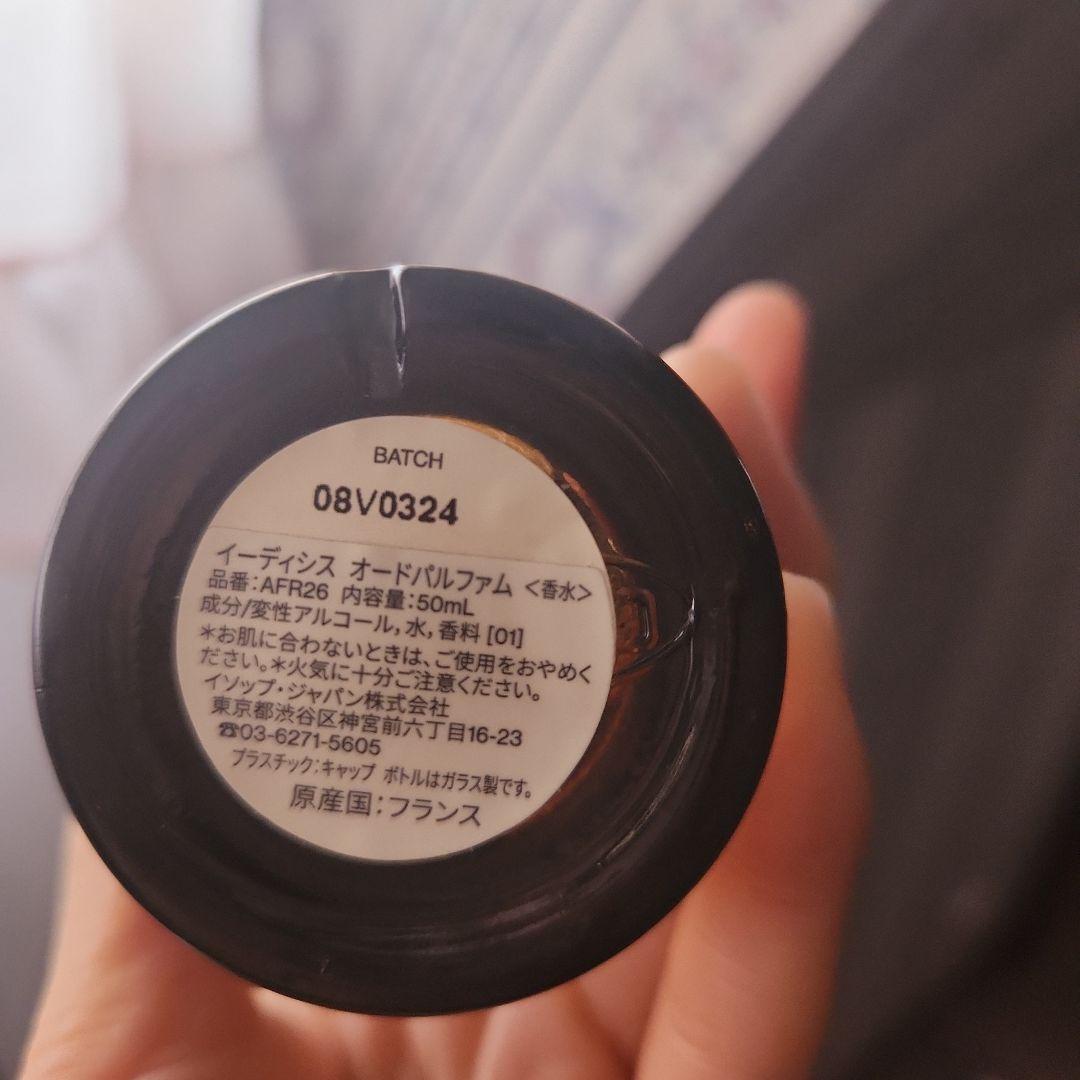 BATCH
08V0324
イーディシス オードパルファム <香水>
品番:AFR26 内容量:50mL
成分/変性アルコール,水,香料 [01]
*お肌に合わないときは、ご使用をおやめく
ださい。*火気に十分ご注意ください。
イソップ・ジャパン株式会社
東京都渋谷区神宮前六丁目16-23
☎03-6271-5605
プラスチック:キャップ ボトルはガラス製です。
原産国:フランス